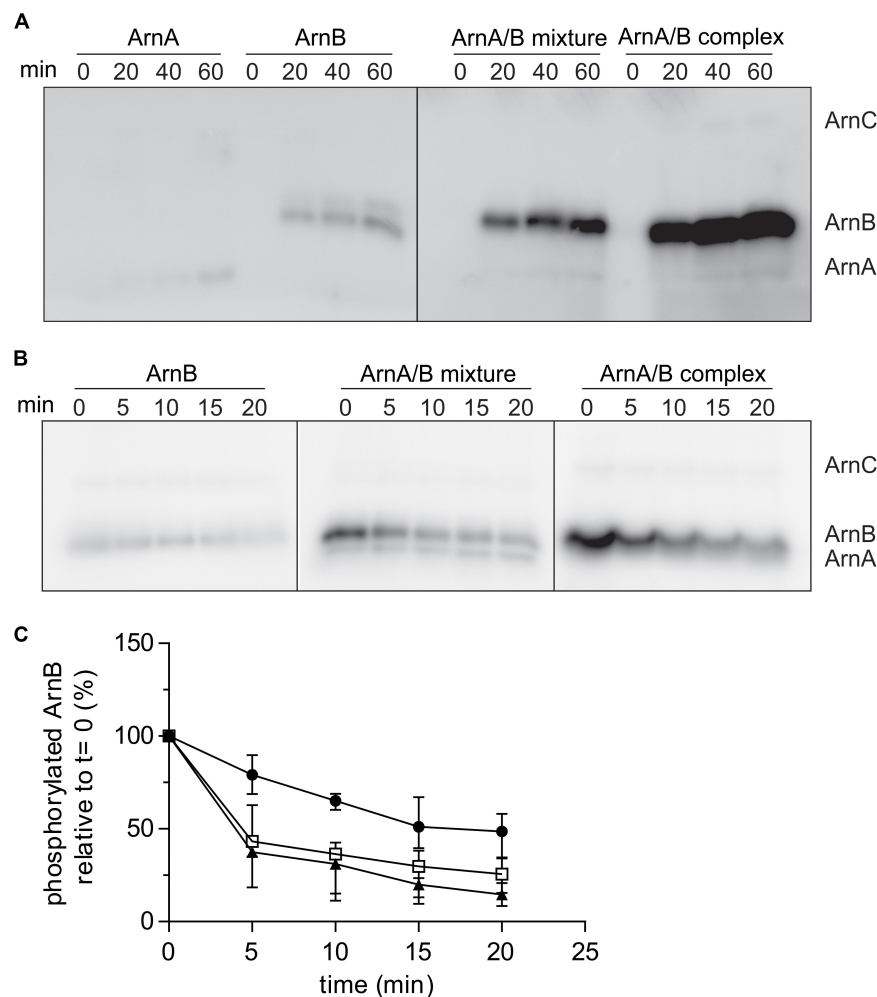 A
ArnA ArnB ArnA/B mixture ArnA/B complex
min 0 20 40 60 0 20 40 60 0 20 40 60 0 20 40 60
ArnC
ArnB
ArnA
B
ArnB ArnA/B mixture ArnA/B complex
min 0 5 10 15 20 0 5 10 15 20 0 5 10 15 20
ArnC
ArnB
ArnA
C
phosphorylated ArnB
relative to t= 0 (%)
150
100
50
0
0 5 10 15 20 25
time (min)